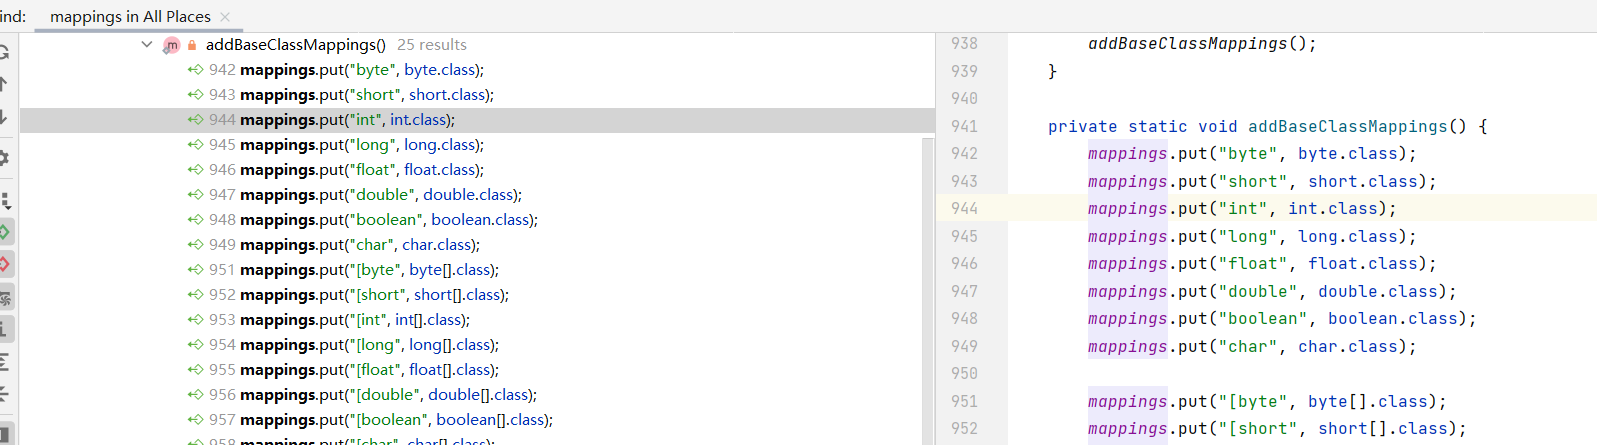 ind: mappings in All Places
addBaseClassMappings() 25 results
942 mappings.put("byte", byte.class);
943 mappings.put("short", short.class);
944 mappings.put("int", int.class);
945 mappings.put("long", long.class);
946 mappings.put("float", float.class);
947 mappings.put("double", double.class);
948 mappings.put("boolean", boolean.class);
949 mappings.put("char", char.class);
951 mappings.put("[byte", byte[].class);
952 mappings.put("[short", short[].class);
953 mappings.put("[int", int[].class);
954 mappings.put("[long", long[].class);
955 mappings.put("[float", float[].class);
956 mappings.put("[double", double[].class);
957 mappings.put("[boolean", boolean[].class);
958 mappings.put("[char", char[].class);
938 addBaseClassMappings();
939 }
940
941 private static void addBaseClassMappings() {
942 mappings.put("byte", byte.class);
943 mappings.put("short", short.class);
944 mappings.put("int", int.class);
945 mappings.put("long", long.class);
946 mappings.put("float", float.class);
947 mappings.put("double", double.class);
948 mappings.put("boolean", boolean.class);
949 mappings.put("char", char.class);
950
951 mappings.put("[byte", byte[].class);
952 mappings.put("[short", short[].class);